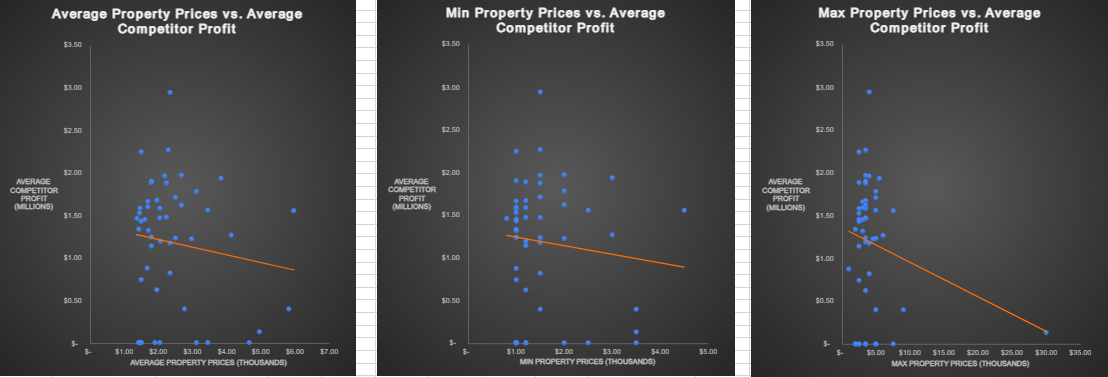 Average Property Prices vs. Average
Competitor Profit
$3.50
$3.00
$2.50
$2.00
$1.50
$1.00
$0.50
$-
AVERAGE
COMPETITOR
PROFIT
(MILLIONS)
$- $1.00 $2.00 $3.00 $4.00 $5.00 $6.00 $7.00
AVERAGE PROPERTY PRICES (THOUSANDS)
Min Property Prices vs. Average
Competitor Profit
$3.50
$3.00
$2.50
$2.00
$1.50
$1.00
$0.50
$-
AVERAGE
COMPETITOR
PROFIT
(MILLIONS)
$- $1.00 $2.00 $3.00 $4.00 $5.00
MIN PROPERTY PRICES (THOUSANDS)
Max Property Prices vs. Average
Competitor Profit
$3.50
$3.00
$2.50
$2.00
$1.50
$1.00
$0.50
$-
AVERAGE
COMPETITOR
PROFIT
(MILLIONS)
$- $5.00 $10.00 $15.00 $20.00 $25.00 $30.00 $35.00
MAX PROPERTY PRICES (THOUSANDS)